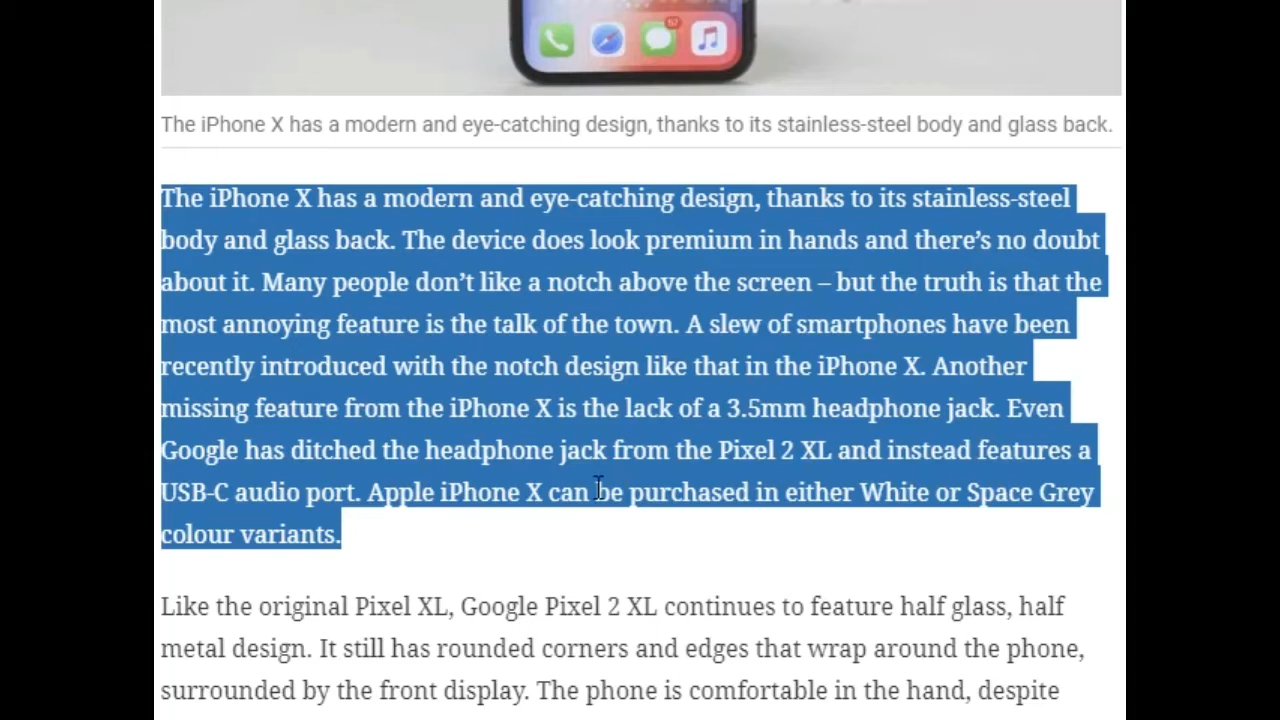 57
The iPhone X has a modern and eye-catching design, thanks to its stainless-steel body and glass back.
The iPhone X has a modern and eye-catching design, thanks to its stainless-steel
body and glass back. The device does look premium in hands and there’s no doubt
about it. Many people don’t like a notch above the screen – but the truth is that the
most annoying feature is the talk of the town. A slew of smartphones have been
recently introduced with the notch design like that in the iPhone X. Another
missing feature from the iPhone X is the lack of a 3.5mm headphone jack. Even
Google has ditched the headphone jack from the Pixel 2 XL and instead features a
USB-C audio port. Apple iPhone X can be purchased in either White or Space Grey
colour variants.
Like the original Pixel XL, Google Pixel 2 XL continues to feature half glass, half
metal design. It still has rounded corners and edges that wrap around the phone,
surrounded by the front display. The phone is comfortable in the hand, despite